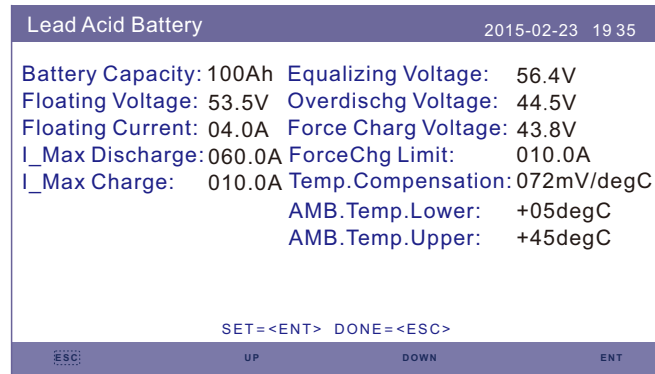 Lead Acid Battery 2015-02-23 19 35
Battery Capacity: 100Ah Equalizing Voltage: 56.4V
Floating Voltage: 53.5V Overdischg Voltage: 44.5V
Floating Current: 04.0A Force Charg Voltage: 43.8V
I_Max Discharge: 060.0A ForceChg Limit: 010.0A
I_Max Charge: 010.0A Temp.Compensation: 072mV/degC
AMB.Temp.Lower: +05degC
AMB.Temp.Upper: +45degC
SET=<ENT> DONE=<ESC>
ESC UP DOWN ENT